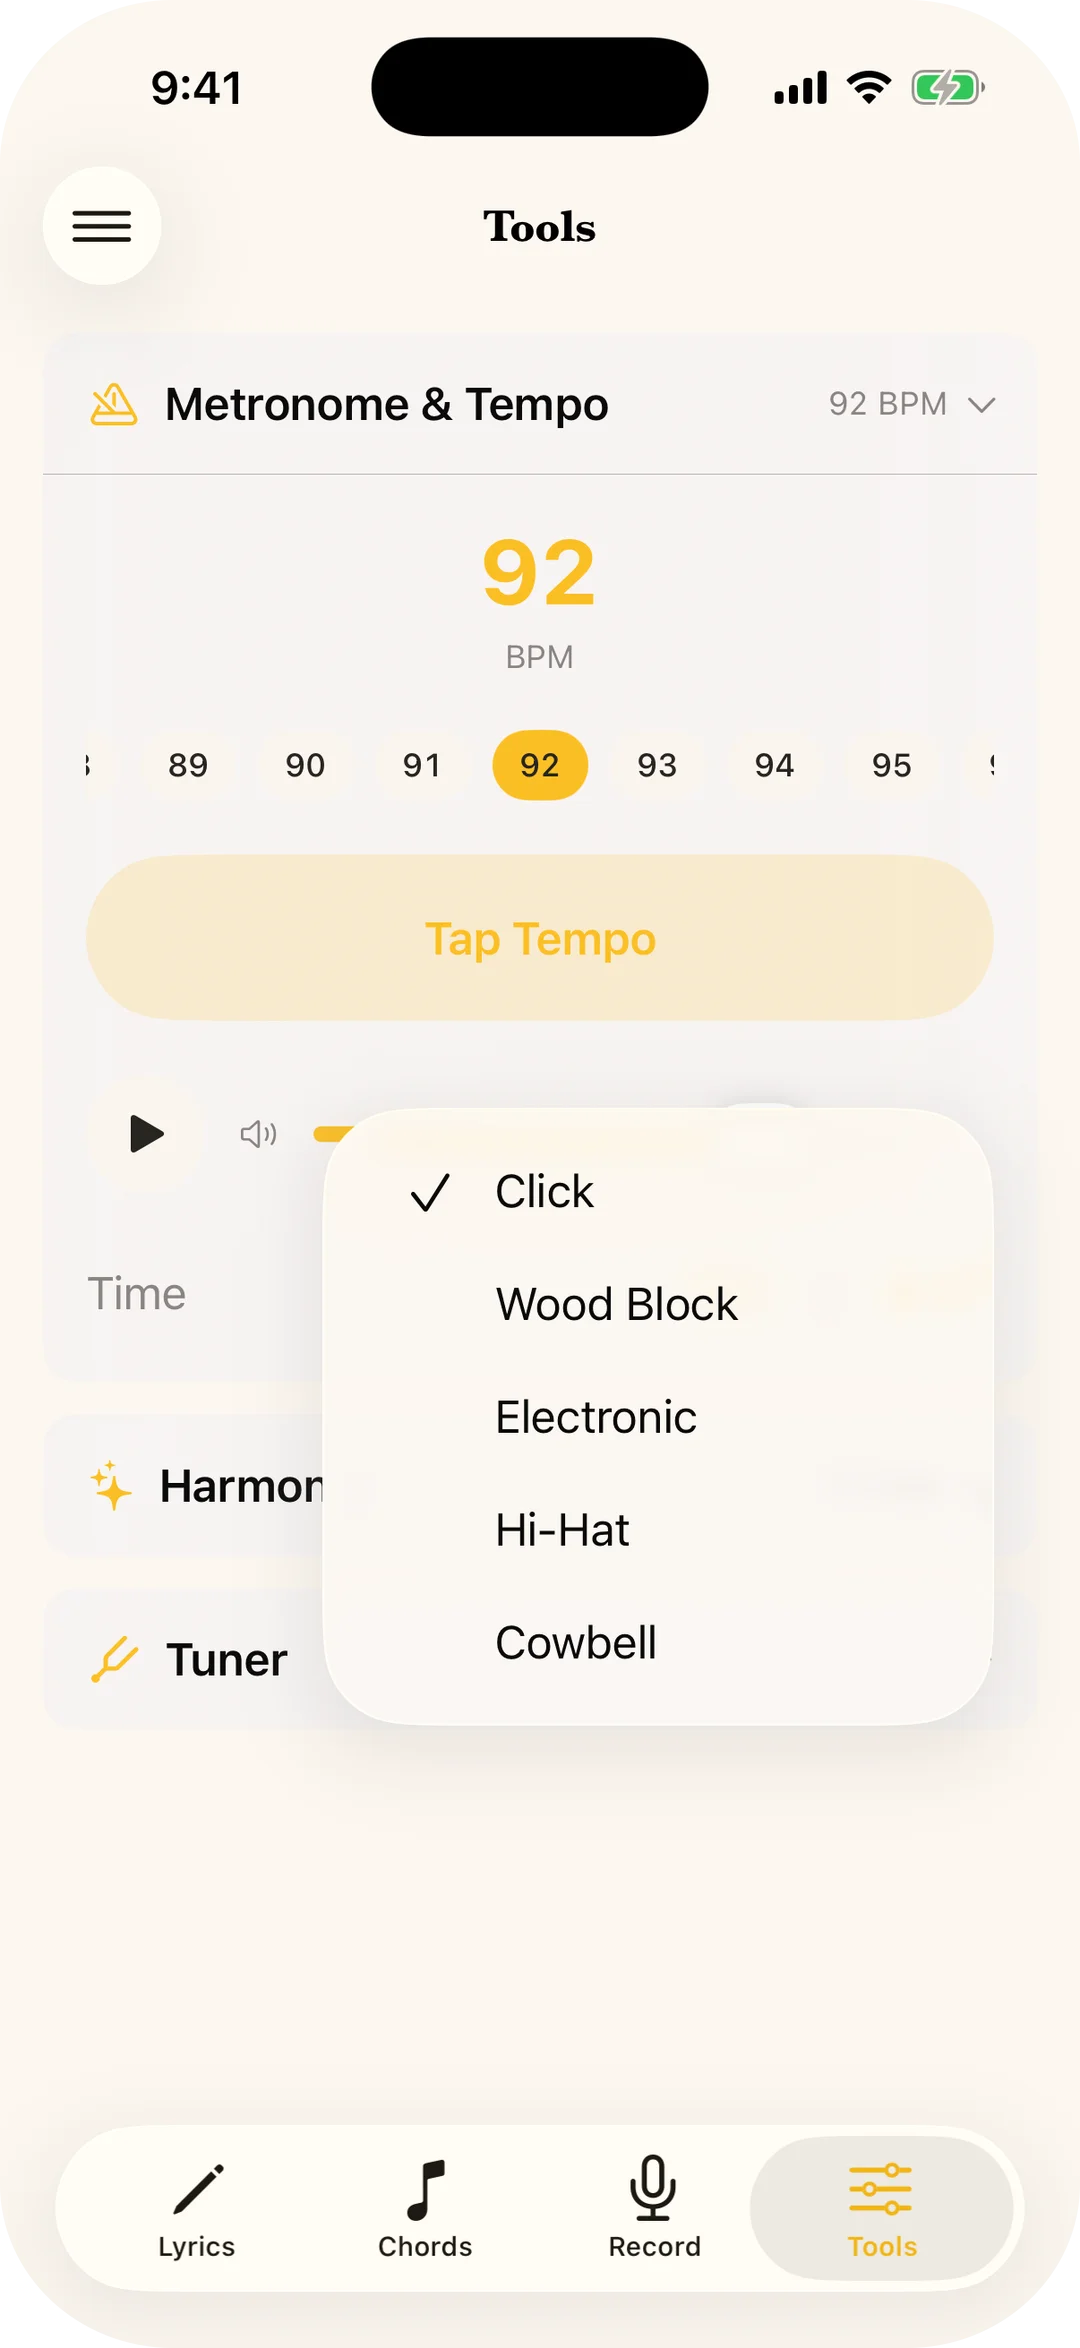 9:41
Tools
Metronome & Tempo
92 BPM
92
BPM
89 90 91 92 93 94 95
Tap Tempo
Click
Wood Block
Time
Electronic
Harmon
Hi-Hat
Tuner
Cowbell
Lyrics Chords Record Tools